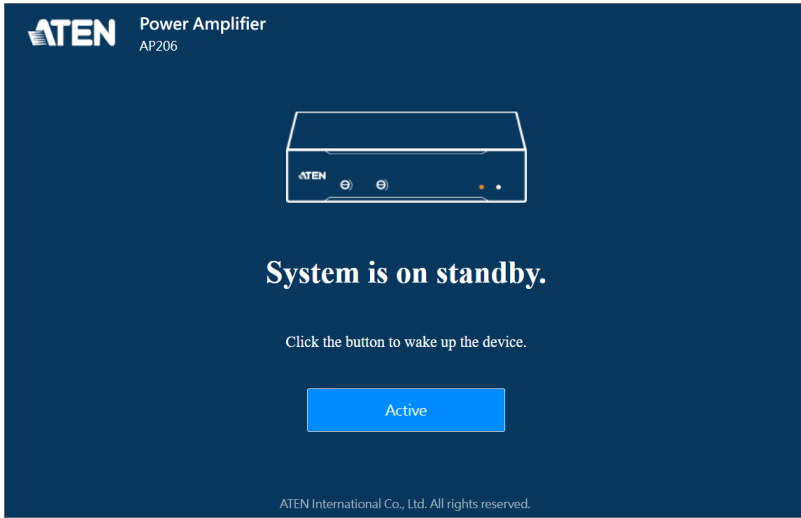 ATEN
Power Amplifier
AP206
ATEN
System is on standby.
Click the button to wake up the device.
Active
ATEN International Co., Ltd. All rights reserved.